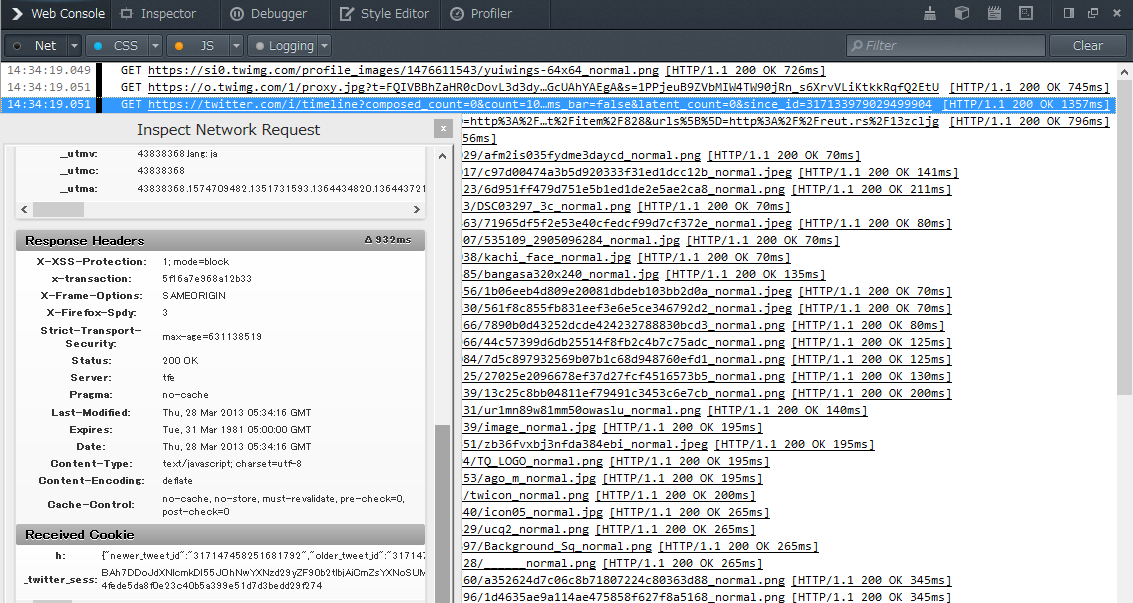 Web Console Inspector Debugger Style Editor Profiler
Net CSS JS Logging Filter Clear
14:34:19.049 GET https://si0.twimg.com/profile_images/1476611543/yuiwings-64x64_normal.png [HTTP/1.1 200 OK 726ms]
14:34:19.051 GET https://o.twimg.com/1/proxy.jpg?t=FQIVBBhZaHR0cDovL3d3dy…GcUAhYAEgA&s=1PPjeuB9ZVbMIW4TW90jRn_s6XrvVLiKtkkRqfQ2EtU [HTTP/1.1 200 OK 745ms]
14:34:19.051 GET https://twitter.com/i/timeline?composed_count=0&count=10…ms_bar=false&latent_count=0&since_id=317133979029499904 [HTTP/1.1 200 OK 1357ms]
=http%3A%2F…t%2Fitem%2F828&urls%5B%5D=http%3A%2F%2Freut.rs%2F13zcljg [HTTP/1.1 200 OK 796ms]
56ms]
29/afm2is035fydme3daycd_normal.png [HTTP/1.1 200 OK 70ms]
17/c97d00474a3b5d920333f31ed1dcc12b_normal.jpeg [HTTP/1.1 200 OK 141ms]
23/6d951ff479d751e5b1ed1de2e5ae2ca8_normal.png [HTTP/1.1 200 OK 211ms]
3/DSC03297_3c_normal.png [HTTP/1.1 200 OK 70ms]
63/71965df5f2e53e40cfedcf99d7cf372e_normal.jpg [HTTP/1.1 200 OK 80ms]
07/535109_2905096284_normal.jpg [HTTP/1.1 200 OK 70ms]
38/kachi_face_normal.jpg [HTTP/1.1 200 OK 70ms]
85/bangasa320x240_normal.jpg [HTTP/1.1 200 OK 135ms]
56/1b06eeb4d809e20081dbdeb103bb2d0a_normal.jpeg [HTTP/1.1 200 OK 70ms]
30/561f8c855fb831eef3e6e5ce346792d2_normal.jpeg [HTTP/1.1 200 OK 70ms]
66/7890b0d43252dcde424232788830bcd3_normal.png [HTTP/1.1 200 OK 80ms]
66/44c57399d6db25514f8fb2c4b7c75adc_normal.png [HTTP/1.1 200 OK 125ms]
84/7d5c897932569b07b1c68d948760efd1_normal.png [HTTP/1.1 200 OK 125ms]
25/27025e2096678ef37d27fcf4516573b5_normal.png [HTTP/1.1 200 OK 130ms]
39/13c25c8bb04811ef79491c3453c6e7cb_normal.png [HTTP/1.1 200 OK 200ms]
31/ur1mn89w81mm50owaslu_normal.png [HTTP/1.1 200 OK 140ms]
39/image_normal.jpg [HTTP/1.1 200 OK 195ms]
51/zb36fvxbj3nfda384ebi_normal.jpeg [HTTP/1.1 200 OK 195ms]
4/TQ_LOGO_normal.png [HTTP/1.1 200 OK 195ms]
53/ago_m_normal.jpg [HTTP/1.1 200 OK 195ms]
/twicon_normal.png [HTTP/1.1 200 OK 200ms]
40/icon05_normal.jpg [HTTP/1.1 200 OK 265ms]
29/ucq2_normal.png [HTTP/1.1 200 OK 265ms]
97/Background_Sq_normal.png [HTTP/1.1 200 OK 265ms]
28/______normal.png [HTTP/1.1 200 OK 265ms]
60/a352624d7c06c8b71807224c80363d88_normal.png [HTTP/1.1 200 OK 345ms]
96/1d4635ae9a114ae475858f627f8a5168_normal.png [HTTP/1.1 200 OK 345ms]
Inspect Network Request
__utmv: 43838368.lang: ja
__utmc: 43838368
__utma: 43838368.1574709482.1351731593.1364434820.136443721
Response Headers Δ932ms
X-XSS-Protection: 1; mode=block
x-transaction: 5f16a7e968a12b33
X-Frame-Options: SAMEORIGIN
X-Firefox-Spdy: 3
Strict-Transport-
Security: max-age=631138519
Status: 200 OK
Server: tfe
Pragma: no-cache
Last-Modified: Thu, 28 Mar 2013 05:34:16 GMT
Expires: Tue, 31 Mar 1981 05:00:00 GMT
Date: Thu, 28 Mar 2013 05:34:16 GMT
Content-Type: text/javascript; charset=utf-8
Content-Encoding: deflate
Cache-Control: no-cache, no-store, must-revalidate, pre-check=0,
post-check=0
Received Cookie
h: {"newer_tweet_id":"317147458251681792","older_tweet_id":"317147
_twitter_sess: BAh7DDoJdXNlcmkDI55JOhNwYXNzd29yZF90b2tlbjAiOmZsYXNoSUM
4fede5da8f0e23c40b5a399e51d7d3bedd29f274